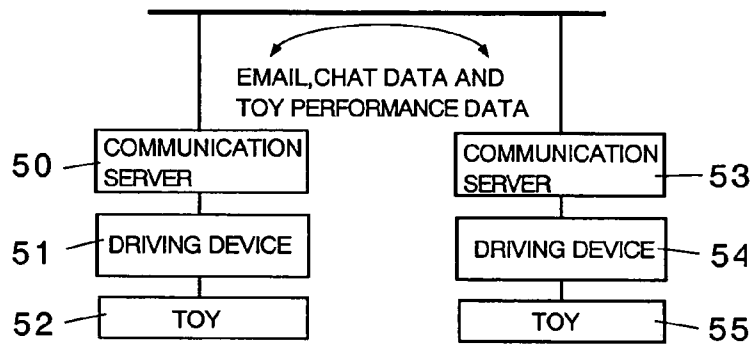 EMAIL,CHAT DATA AND
TOY PERFORMANCE DATA
50
COMMUNICATION
SERVER
51
DRIVING DEVICE
52
TOY
COMMUNICATION
SERVER
53
DRIVING DEVICE
54
TOY
55